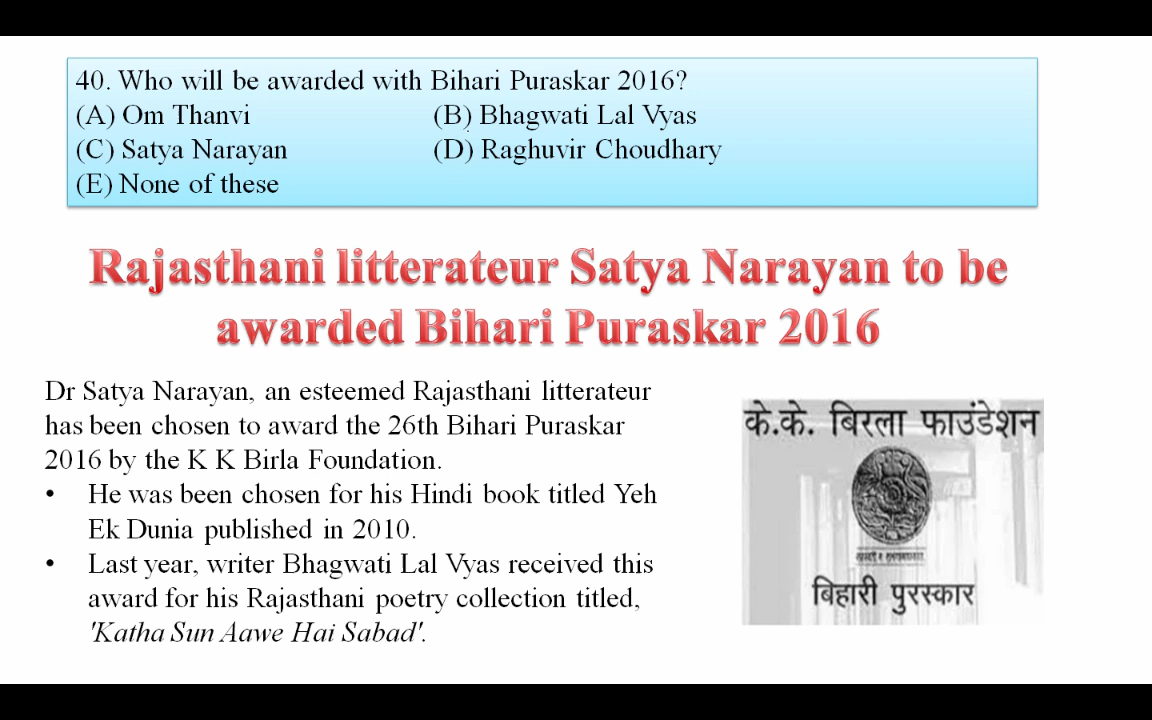 40. Who will be awarded with Bihari Puraskar 2016?
(A) Om Thanvi (B) Bhagwati Lal Vyas
(C) Satya Narayan (D) Raghuvir Choudhary
(E) None of these
Rajasthani litterateur Satya Narayan to be
awarded Bihari Puraskar 2016
Dr Satya Narayan, an esteemed Rajasthani litterateur
has been chosen to award the 26th Bihari Puraskar
2016 by the K K Birla Foundation.
• He was been chosen for his Hindi book titled Yeh
Ek Dunia published in 2010.
• Last year, writer Bhagwati Lal Vyas received this
award for his Rajasthani poetry collection titled,
'Katha Sun Aawe Hai Sabad'.
के.के. बिरला फाउंडेशन
बिहारी पुरस्कार